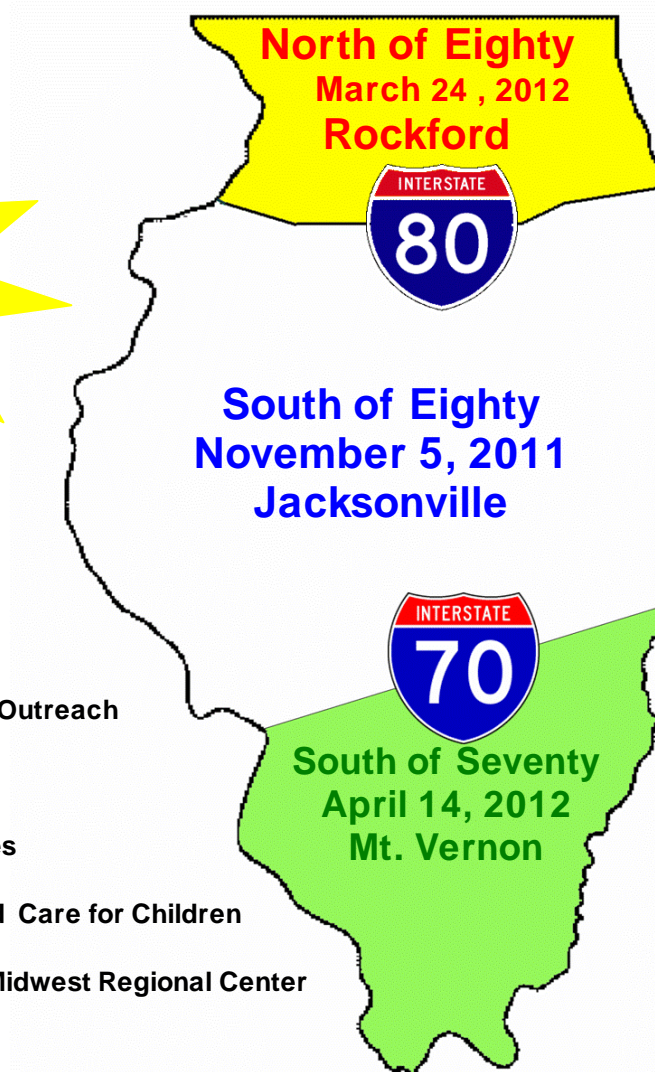 North of Eighty
March 24 , 2012
Rockford
INTERSTATE
80
South of Eighty
November 5, 2011
Jacksonville
INTERSTATE
70
South of Seventy
April 14, 2012
Mt. Vernon
Outreach
Care for Children
Midwest Regional Center